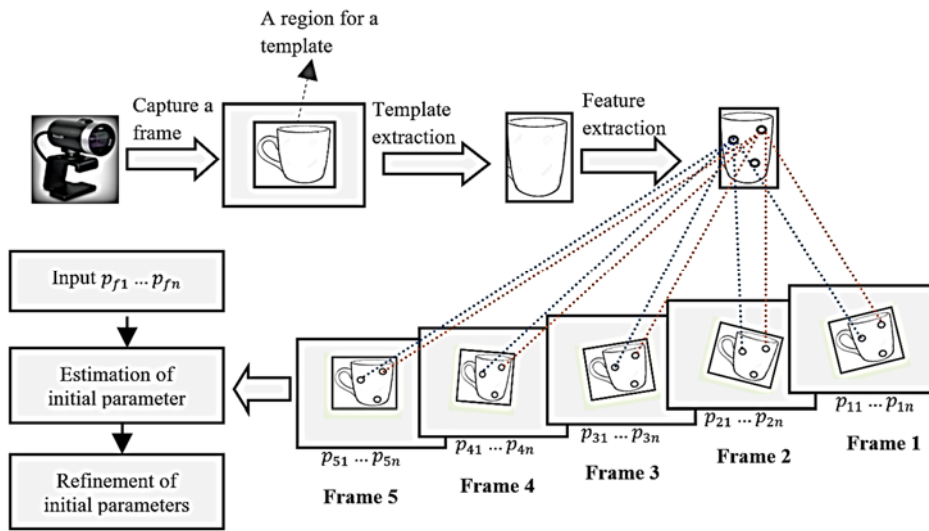 A region for a
template
Capture a
frame
Template
extraction
Feature
extraction
Input p_{f1} ... p_{fn}
Estimation of
initial parameter
Refinement of
initial parameters
p_{51} ... p_{5n}
Frame 5
p_{41} ... p_{4n}
Frame 4
p_{31} ... p_{3n}
Frame 3
p_{21} ... p_{2n}
Frame 2
p_{11} ... p_{1n}
Frame 1